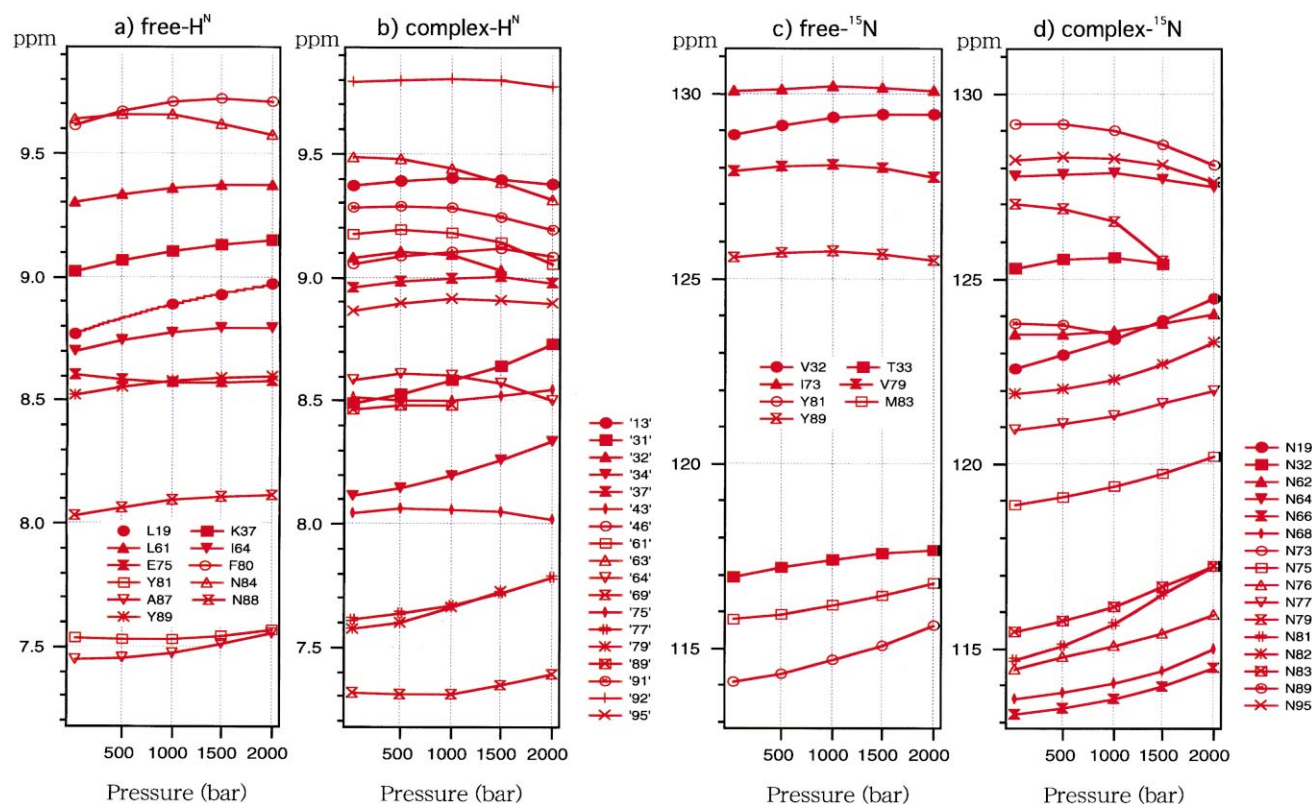 a) free-Hᴺ
ppm
9.5
9.0
8.5
8.0
7.5
L19
K37
L61
I64
E75
F80
Y81
N84
A87
N88
Y89
500
1000
1500
2000
Pressure (bar)
b) complex-Hᴺ
ppm
9.5
9.0
8.5
8.0
7.5
500
1000
1500
2000
Pressure (bar)
'13'
'31'
'32'
'34'
'37'
'43'
'46'
'61'
'63'
'64'
'69'
'75'
'77'
'79'
'89'
'91'
'92'
'95'
c) free-¹⁵N
ppm
130
125
120
115
V32
T33
I73
V79
Y81
M83
Y89
500
1000
1500
2000
Pressure (bar)
d) complex-¹⁵N
ppm
130
125
120
115
500
1000
1500
2000
Pressure (bar)
N19
N32
N62
N64
N66
N68
N73
N75
N76
N77
N79
N81
N82
N83
N89
N95